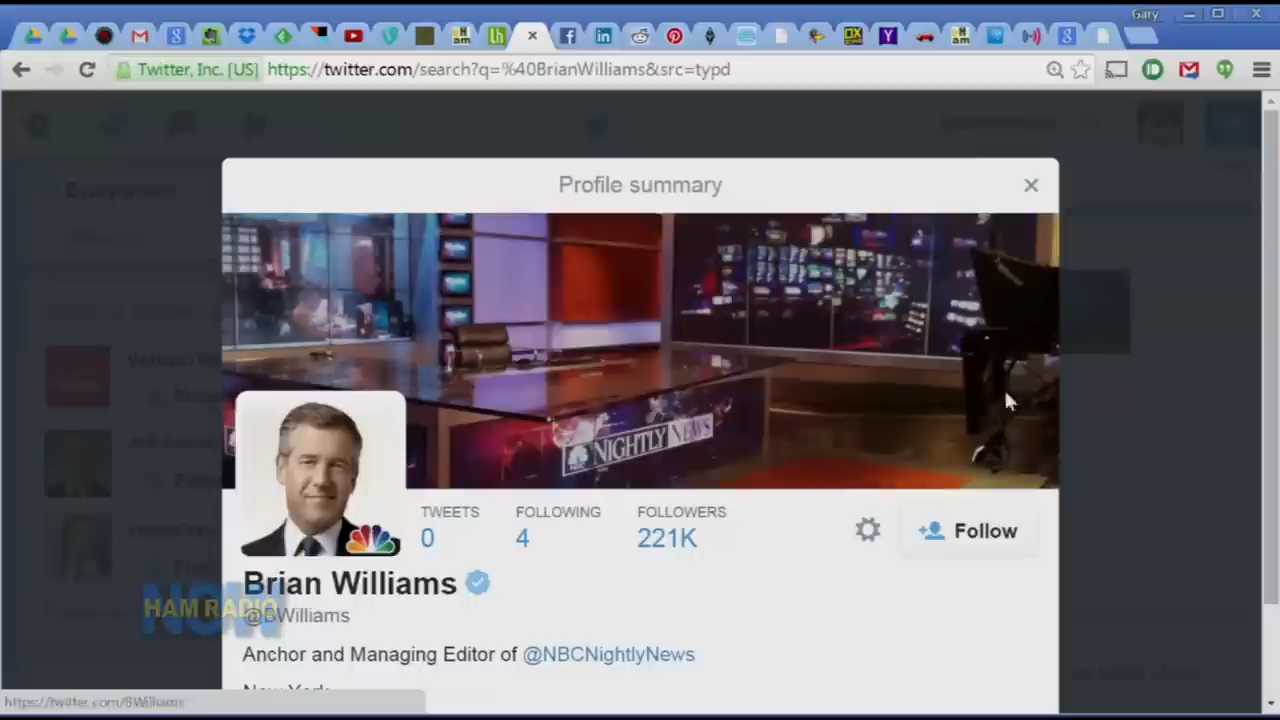 Gary
Twitter, Inc. [US] https://twitter.com/search?q=%40BrianWilliams&src=typd
Profile summary
NIGHTLY NEWS
TWEETS FOLLOWING FOLLOWERS
0 4 221K
Follow
Brian Williams
HAM RADIO
NOW
@BWilliams
Anchor and Managing Editor of @NBCNightlyNews
New York
https://twitter.com/BWilliams